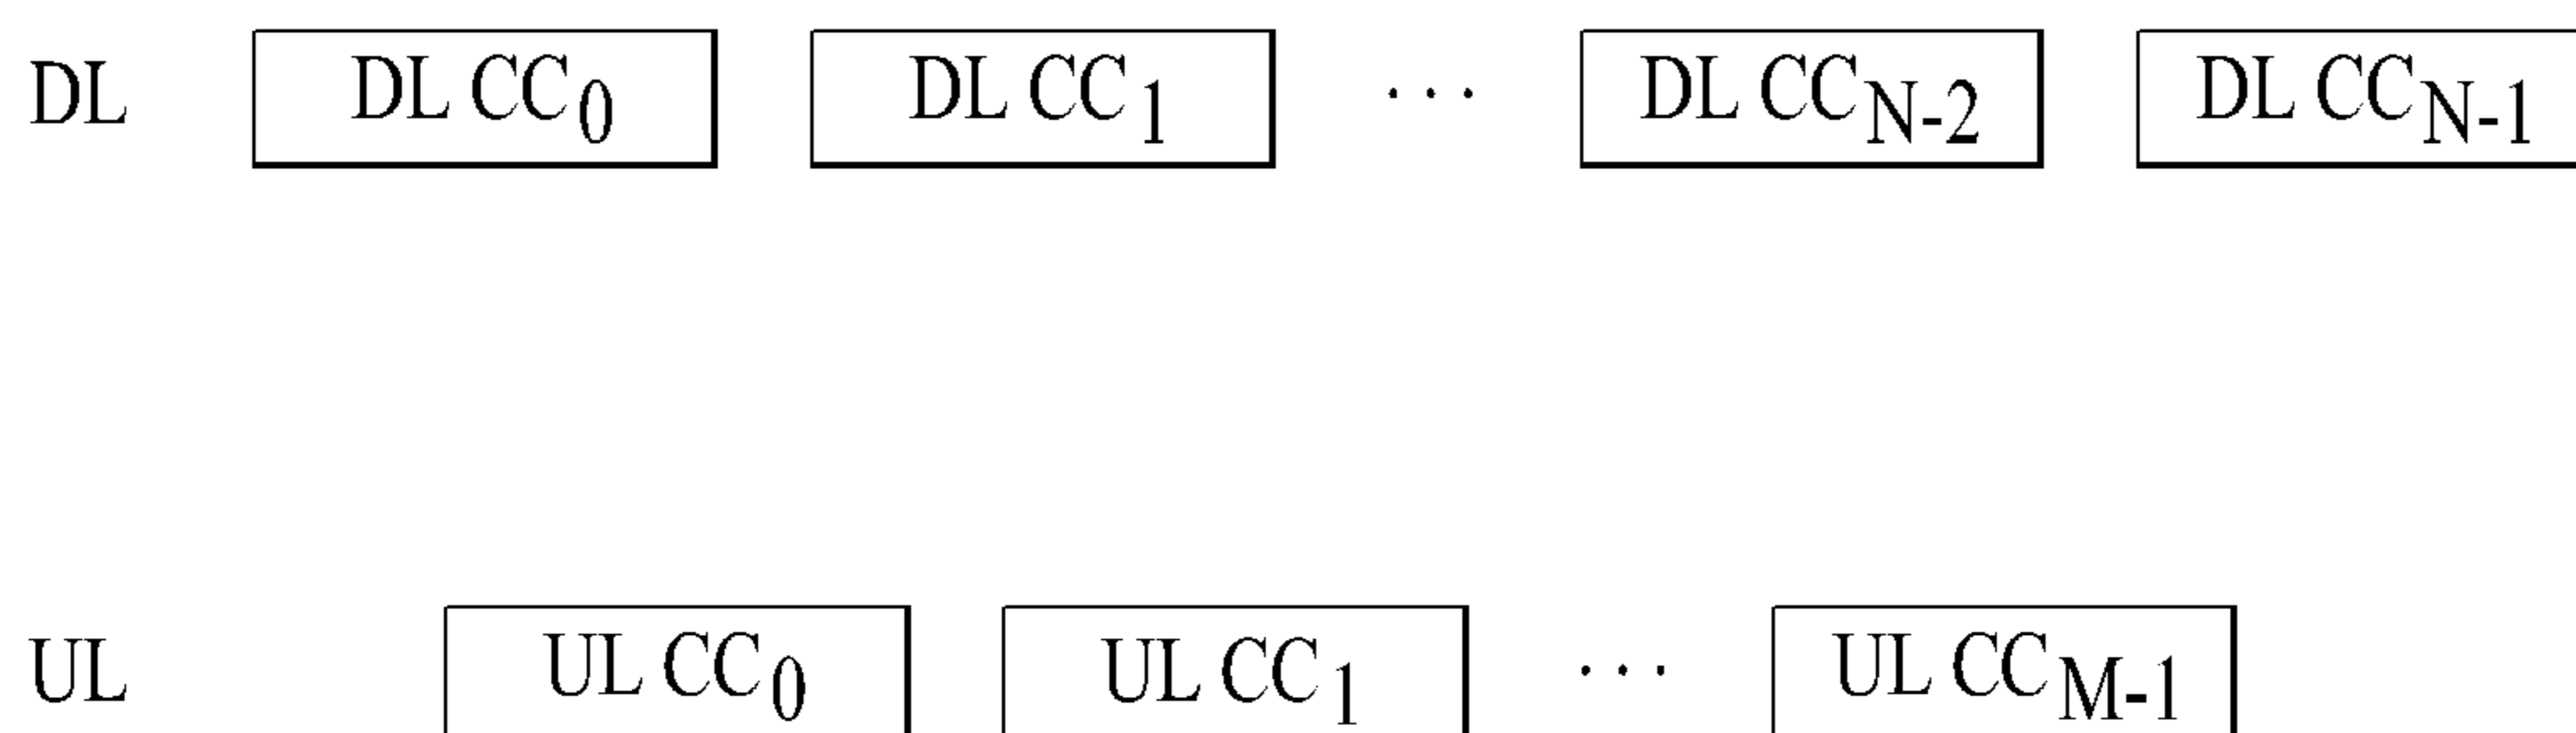 DL DL CC0 DL CC1 ... DL CCN-2 DL CCN-1
UL UL CC0 UL CC1 ... UL CCM-1